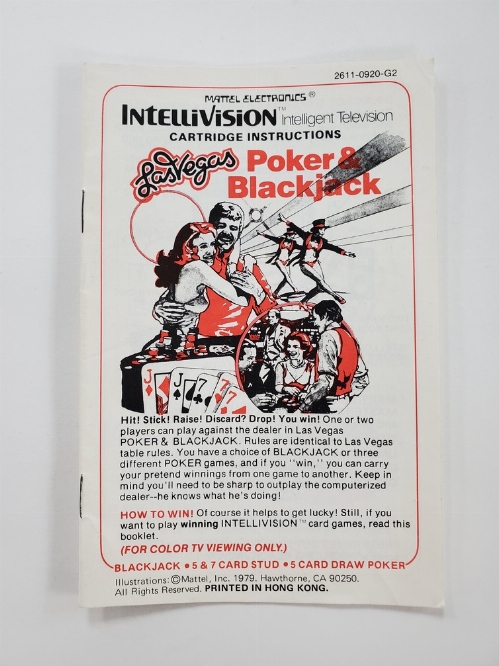 2611-0920-G2
MATTEL ELECTRONICS®
INTELLIVISION™ Intelligent Television
CARTRIDGE INSTRUCTIONS
Las Vegas Poker &
Blackjack
J J 7 7
Hit! Stick! Raise! Discard? Drop! You win! One or two
players can play against the dealer in Las Vegas
POKER & BLACKJACK. Rules are identical to Las Vegas
table rules. You have a choice of BLACKJACK or three
different POKER games, and if you "win," you can carry
your pretend winnings from one game to another. Keep in
mind you'll need to be sharp to outplay the computerized
dealer--he knows what he's doing!
HOW TO WIN! Of course it helps to get lucky! Still, if you
want to play winning INTELLIVISION™ card games, read this
booklet.
(FOR COLOR TV VIEWING ONLY.)
BLACKJACK • 5 & 7 CARD STUD • 5 CARD DRAW POKER
Illustrations: ©Mattel, Inc. 1979. Hawthorne, CA 90250.
All Rights Reserved. PRINTED IN HONG KONG.